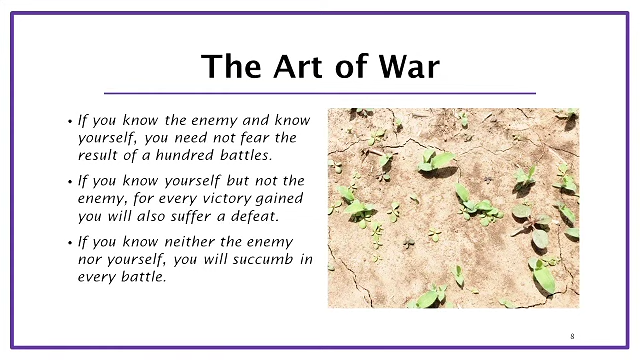 The Art of War
• If you know the enemy and know
yourself, you need not fear the
result of a hundred battles.
• If you know yourself but not the
enemy, for every victory gained
you will also suffer a defeat.
• If you know neither the enemy
nor yourself, you will succumb in
every battle.
8